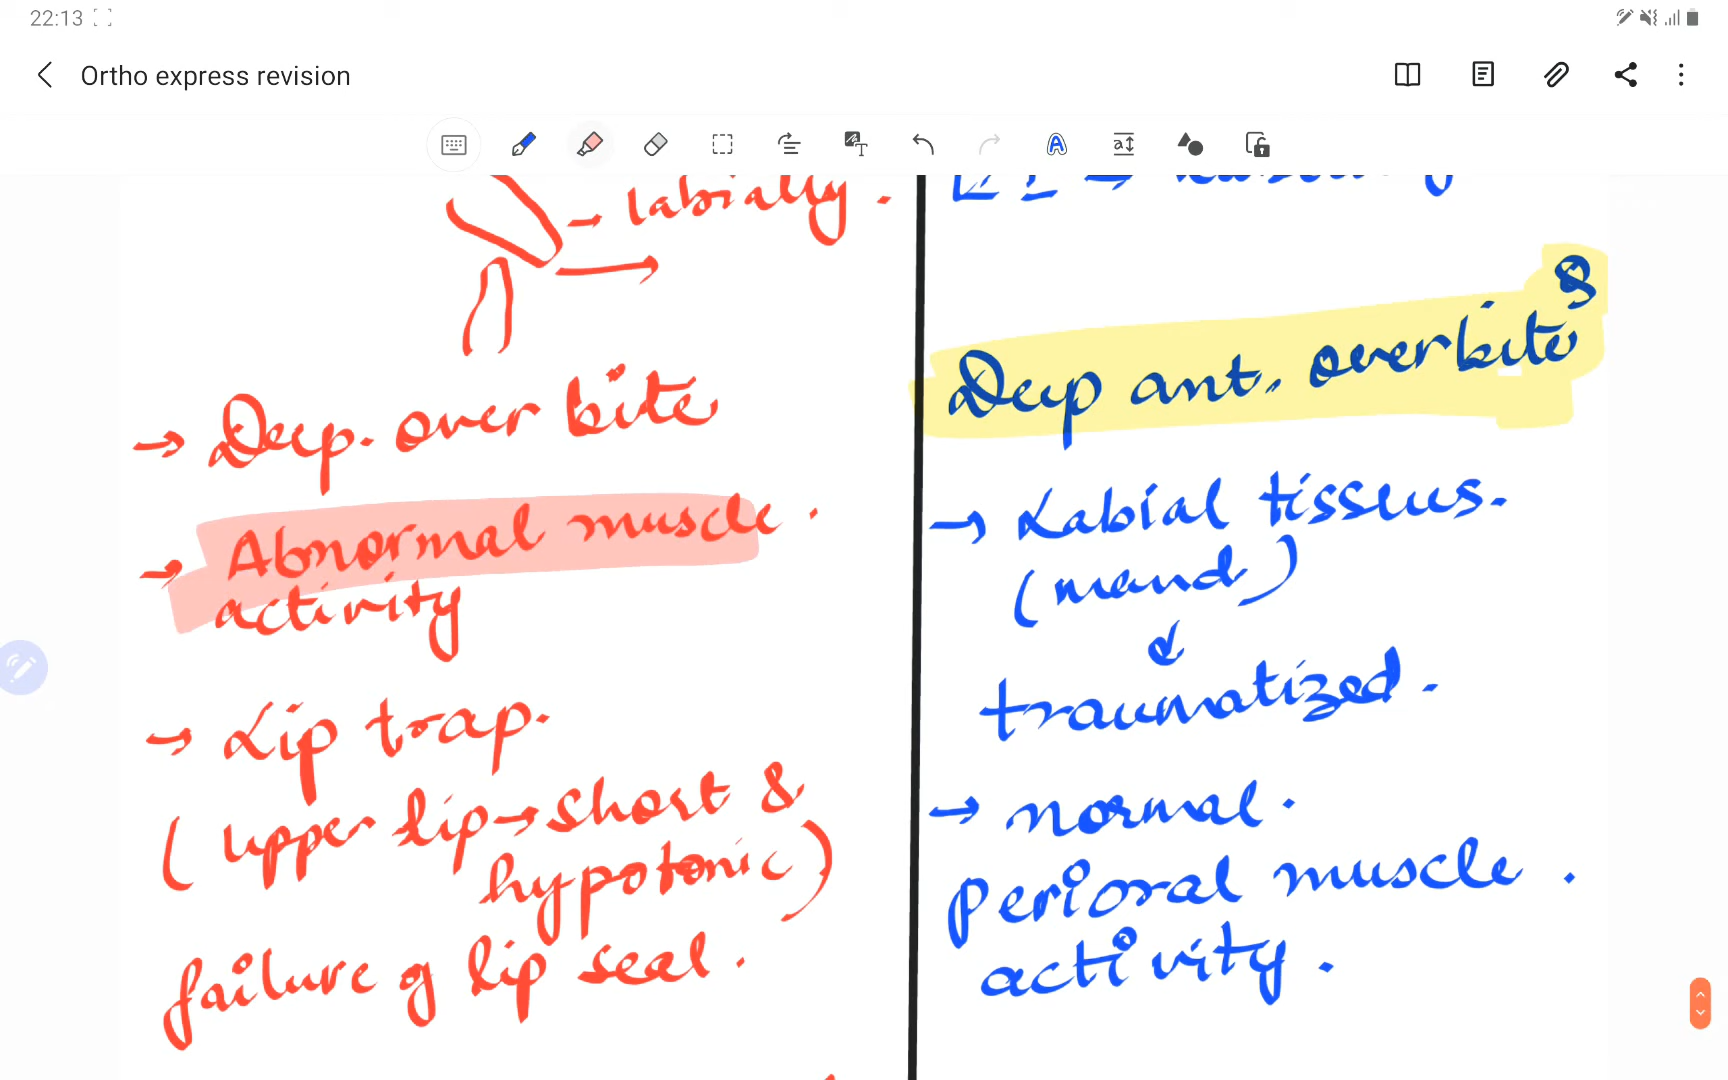 22:13
Ortho express revision
→ labially.
→ Deep. over bite
→ Abnormal muscle.
activity
→ Lip trap.
( upper lip → short &
hypotonic )
failure of lip seal.
Deep ant. overbite
→ Labial tissues.
(mand)
traumatized.
→ normal.
perioral muscle.
activity.